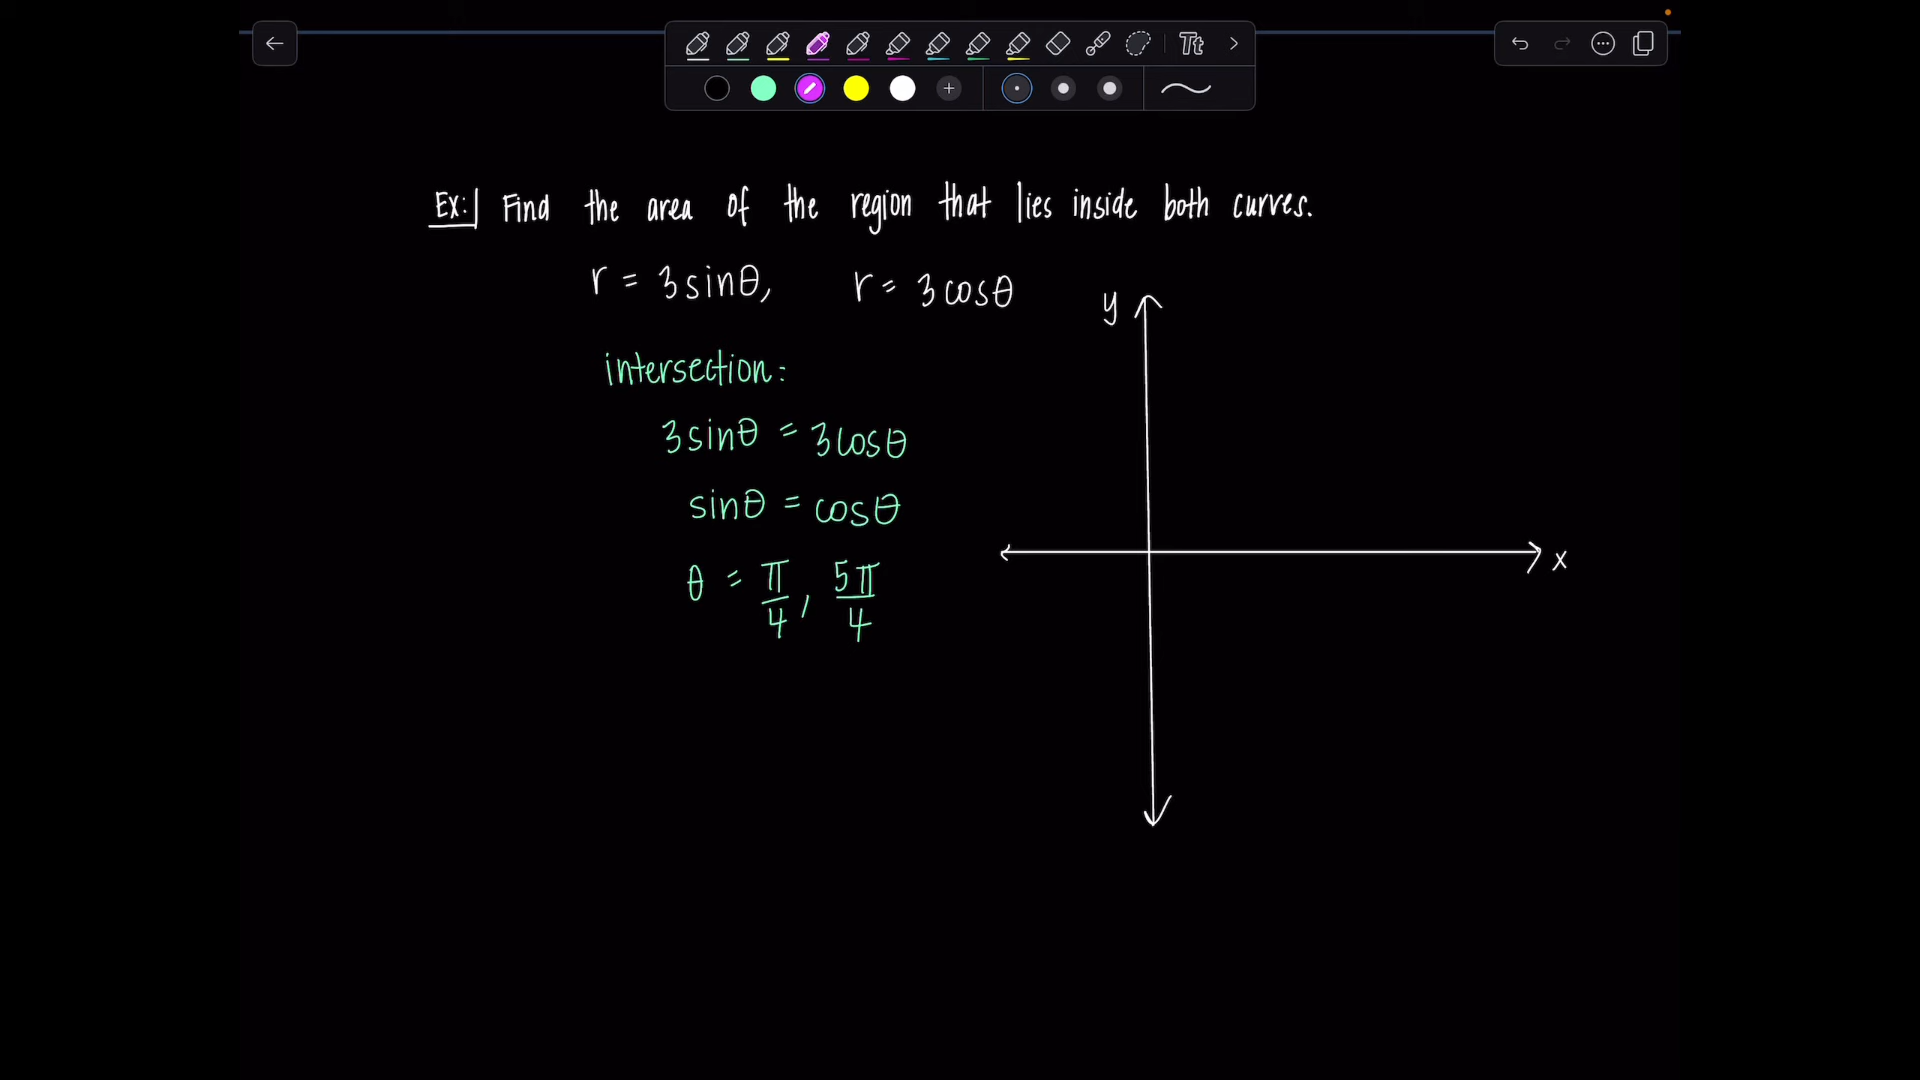 Tt
Ex: Find the area of the region that lies inside both curves.
r = 3sinθ, r = 3cosθ
y
intersection:
3sinθ = 3cosθ
sinθ = cosθ
x
θ = π/4, 5π/4